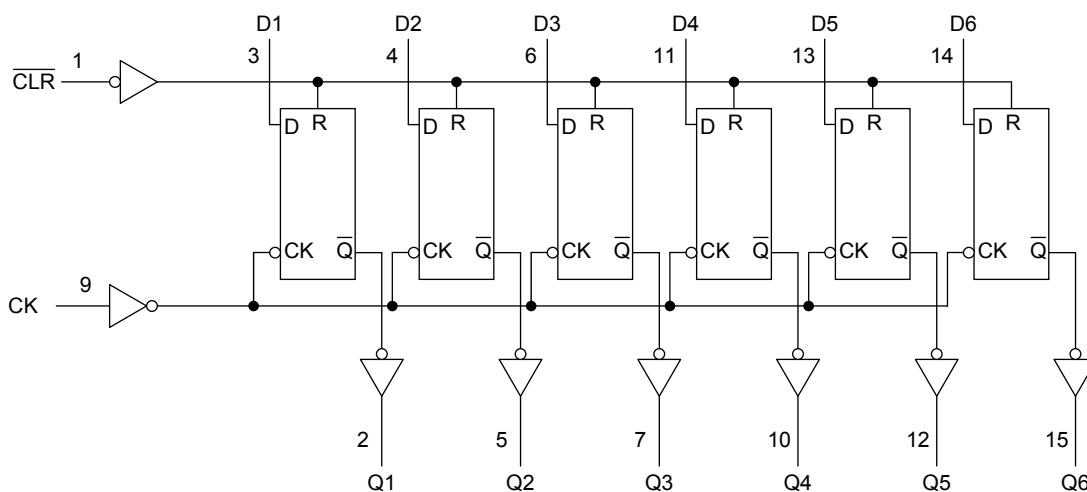 D1 D2 D3 D4 D5 D6
1 3 4 6 11 13 14
C̅L̅R̅
D R D R D R D R D R D R
CK Q̅ CK Q̅ CK Q̅ CK Q̅ CK Q̅ CK Q̅
9
CK
2 5 7 10 12 15
Q1 Q2 Q3 Q4 Q5 Q6